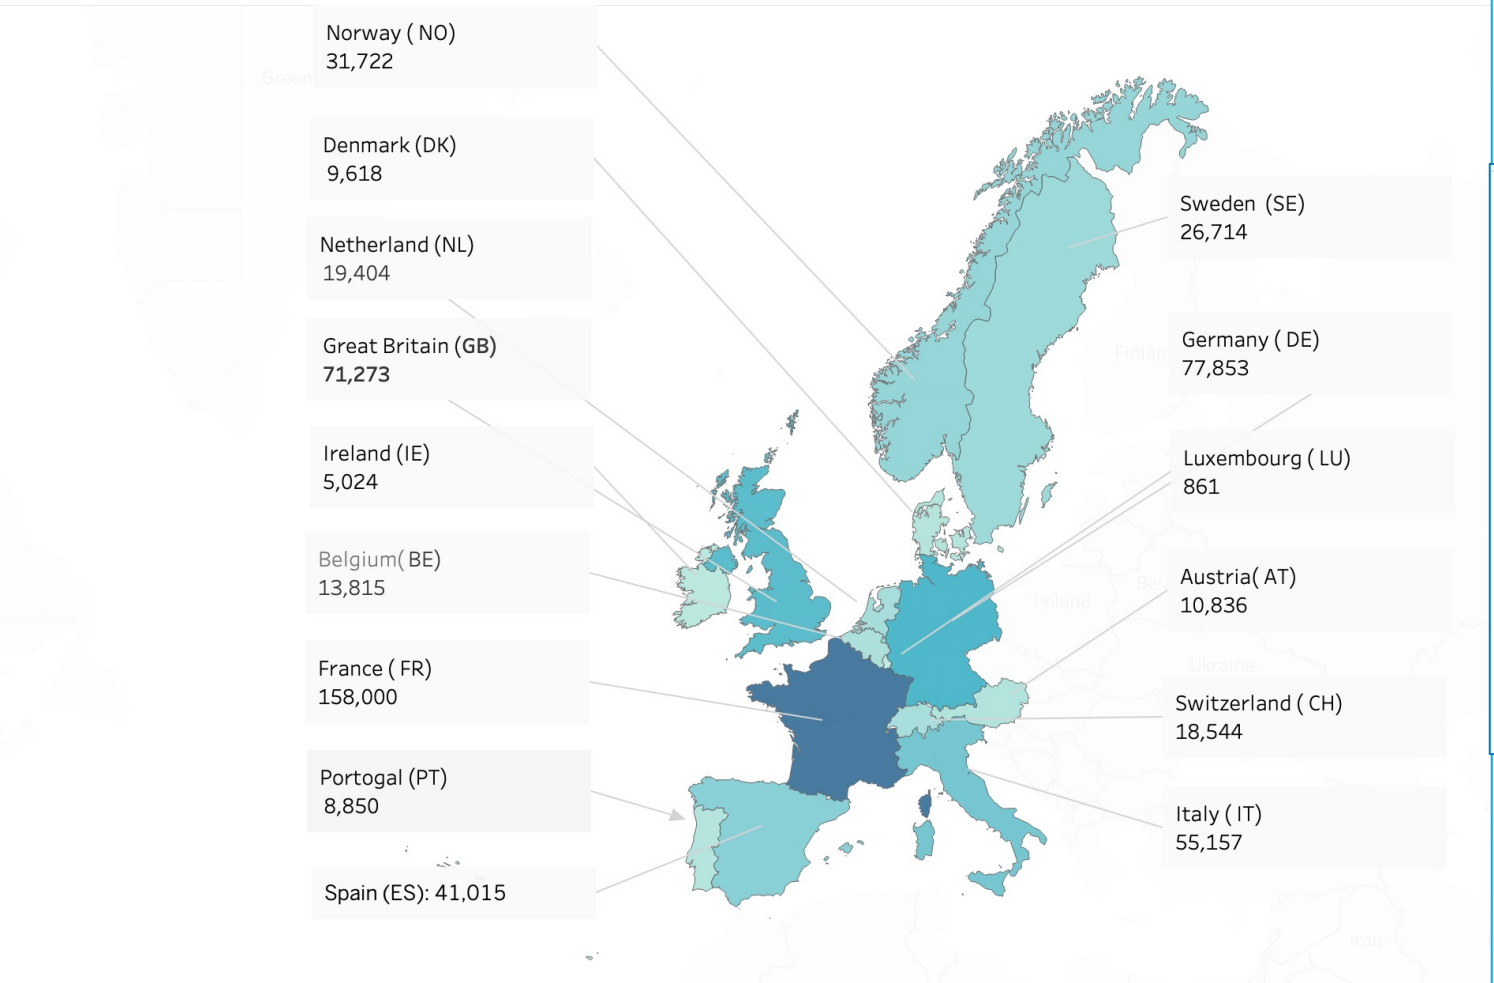 Norway ( NO)
31,722
Denmark (DK)
9,618
Netherland (NL)
19,404
Great Britain (GB)
71,273
Ireland (IE)
5,024
Belgium( BE)
13,815
France ( FR)
158,000
Portogal (PT)
8,850
Spain (ES): 41,015
Sweden (SE)
26,714
Germany ( DE)
77,853
Luxembourg ( LU)
861
Austria( AT)
10,836
Switzerland ( CH)
18,544
Italy ( IT)
55,157
Poland
Ukraine
Iraq